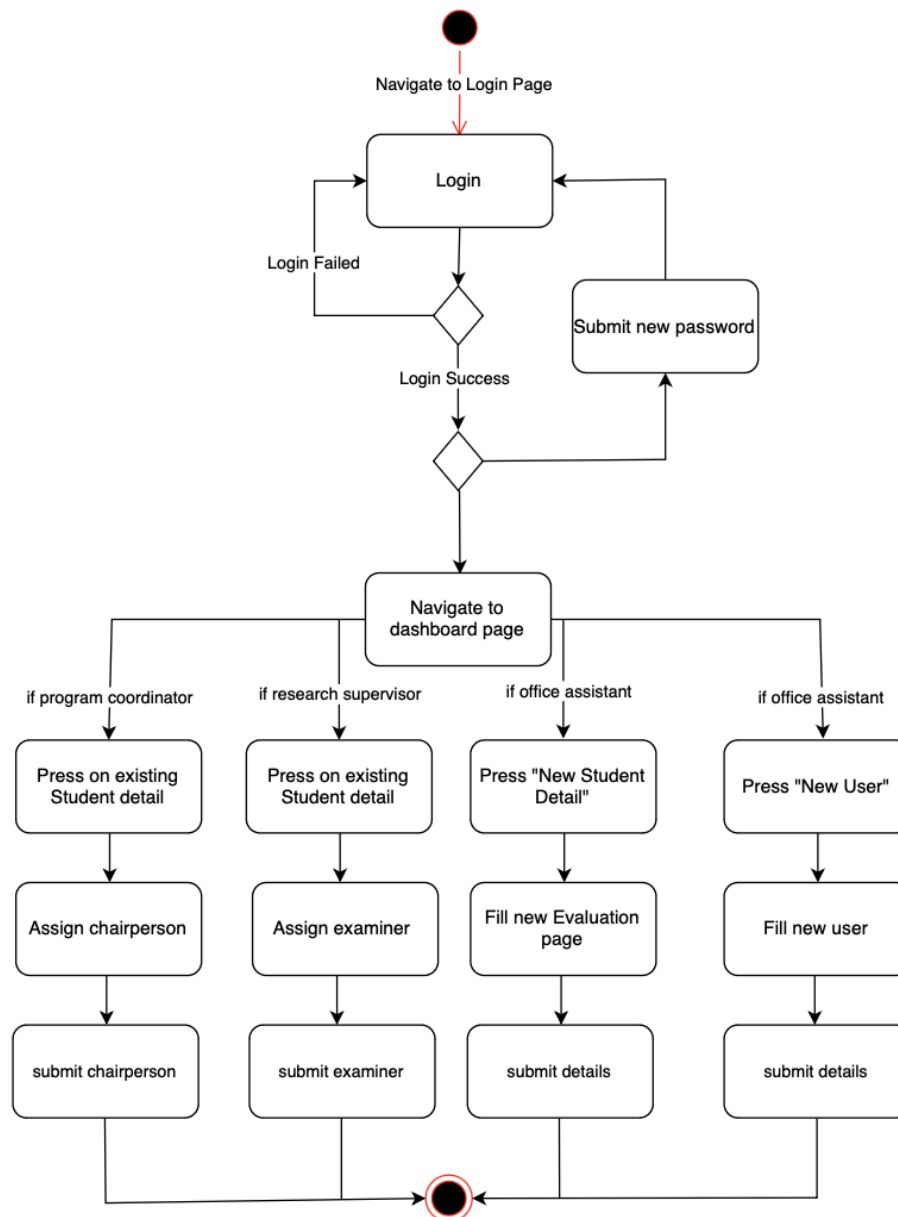 Navigate to Login Page
Login
Login Failed
Submit new password
Login Success
Navigate to
dashboard page
if program coordinator
if research supervisor
if office assistant
if office assistant
Press on existing
Student detail
Press on existing
Student detail
Press "New Student
Detail"
Press "New User"
Assign chairperson
Assign examiner
Fill new Evaluation
page
Fill new user
submit chairperson
submit examiner
submit details
submit details